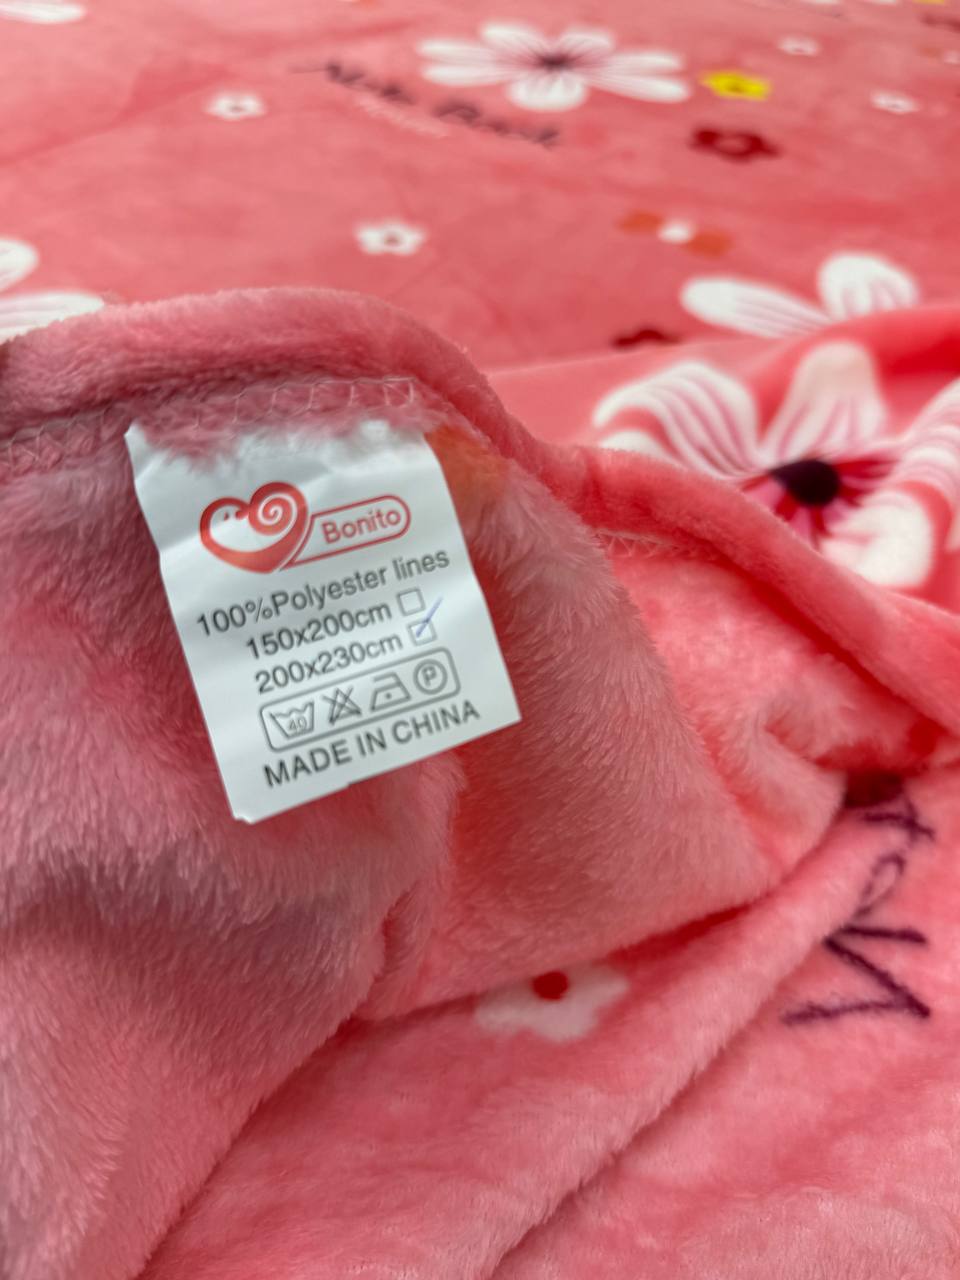 Bonito
100%Polyester lines
150x200cm
200x230cm
40 P
MADE IN CHINA